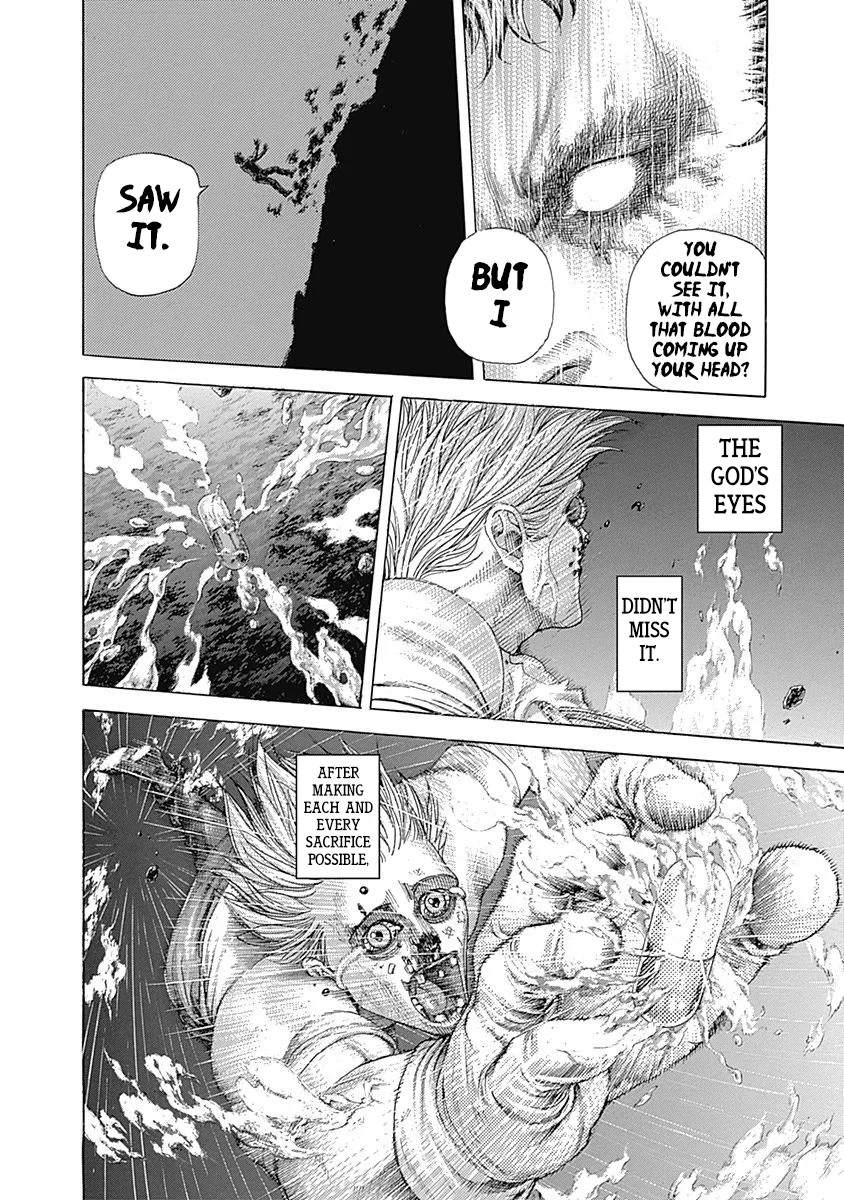 YOU
COULDN'T
SEE IT,
WITH ALL
THAT BLOOD
COMING UP
YOUR HEAD?
BUT
I
SAW
IT.
THE
GOD'S
EYES
DIDN'T
MISS
IT.
AFTER
MAKING
EACH AND
EVERY
SACRIFICE
POSSIBLE,